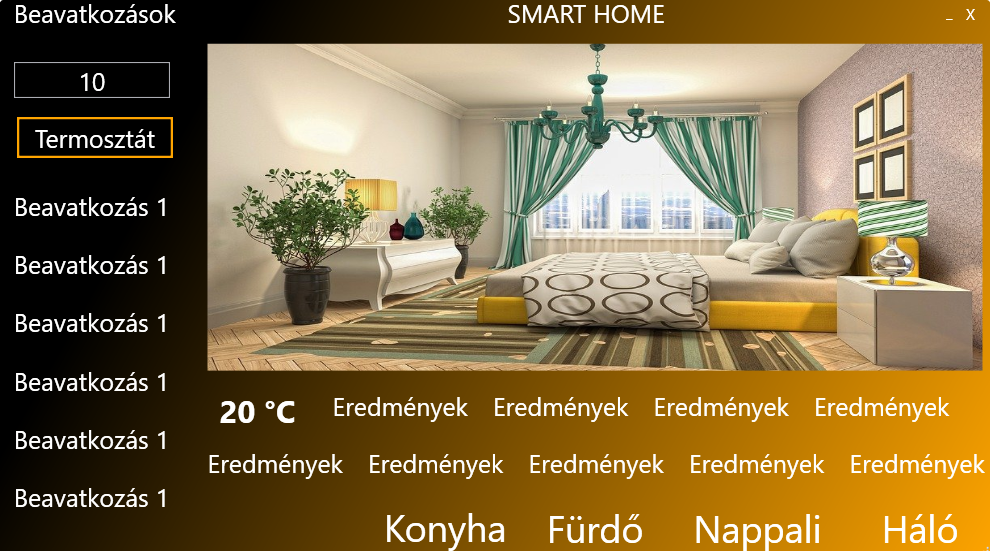 Beavatkozások
SMART HOME
_ X
10
Termosztát
Beavatkozás 1
Beavatkozás 1
Beavatkozás 1
Beavatkozás 1
Beavatkozás 1
Beavatkozás 1
20 °C Eredmények Eredmények Eredmények Eredmények
Eredmények Eredmények Eredmények Eredmények Eredmények
Konyha Fürdő Nappali Háló